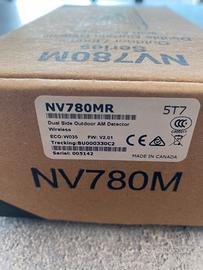 Series
NV780M
NV780MR
5T7
Dual Side Outdoor AM Detector
Wireless
ECO:W035 FW: V2.01
Tracking:BU000330C2
Serial: 005142
MADE IN CANADA
NV780M